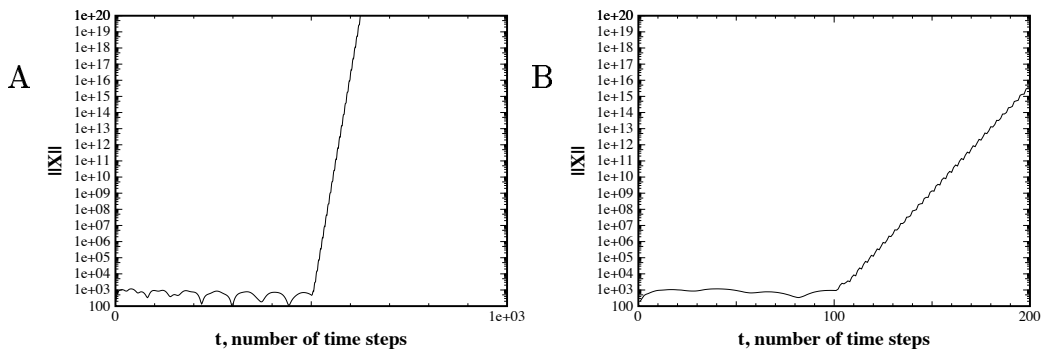 A
||X||
1e+20
1e+19
1e+18
1e+17
1e+16
1e+15
1e+14
1e+13
1e+12
1e+11
1e+10
1e+09
1e+08
1e+07
1e+06
1e+05
1e+04
1e+03
100
0 1e+03
t, number of time steps
B
||X||
1e+20
1e+19
1e+18
1e+17
1e+16
1e+15
1e+14
1e+13
1e+12
1e+11
1e+10
1e+09
1e+08
1e+07
1e+06
1e+05
1e+04
1e+03
100
0 100 200
t, number of time steps